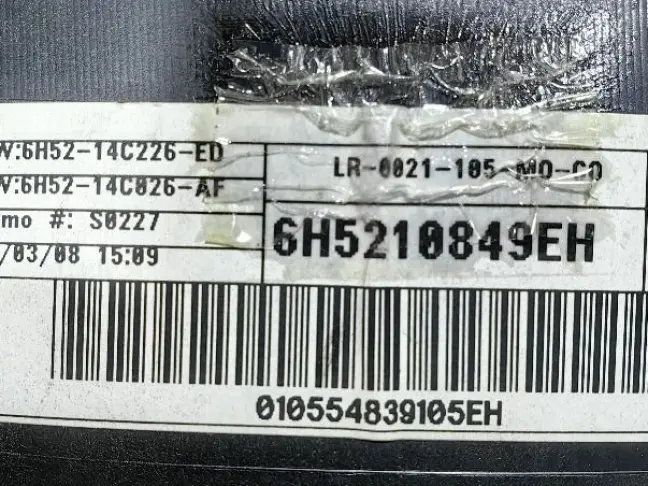 W:6H52-14C226-ED
W:6H52-14C026-AF
mo #: S0227
/03/08 15:09
LR-0021-105-MO-CO
6H5210849EH
010554839105EH